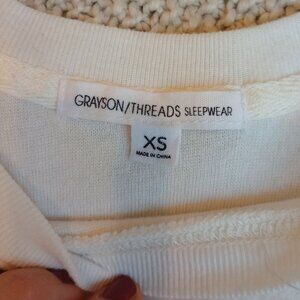 GRAYSON/THREADS SLEEPWEAR
XS
MADE IN CHINA